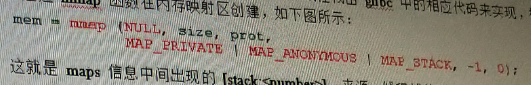 mmap 函数在内存映射区创建，如下图所示：
mem = mmap (NULL, size, prot,
MAP_PRIVATE | MAP_ANONYMOUS | MAP_STACK, -1, 0);
这就是 maps 信息中间出现的 [stack:<number>]